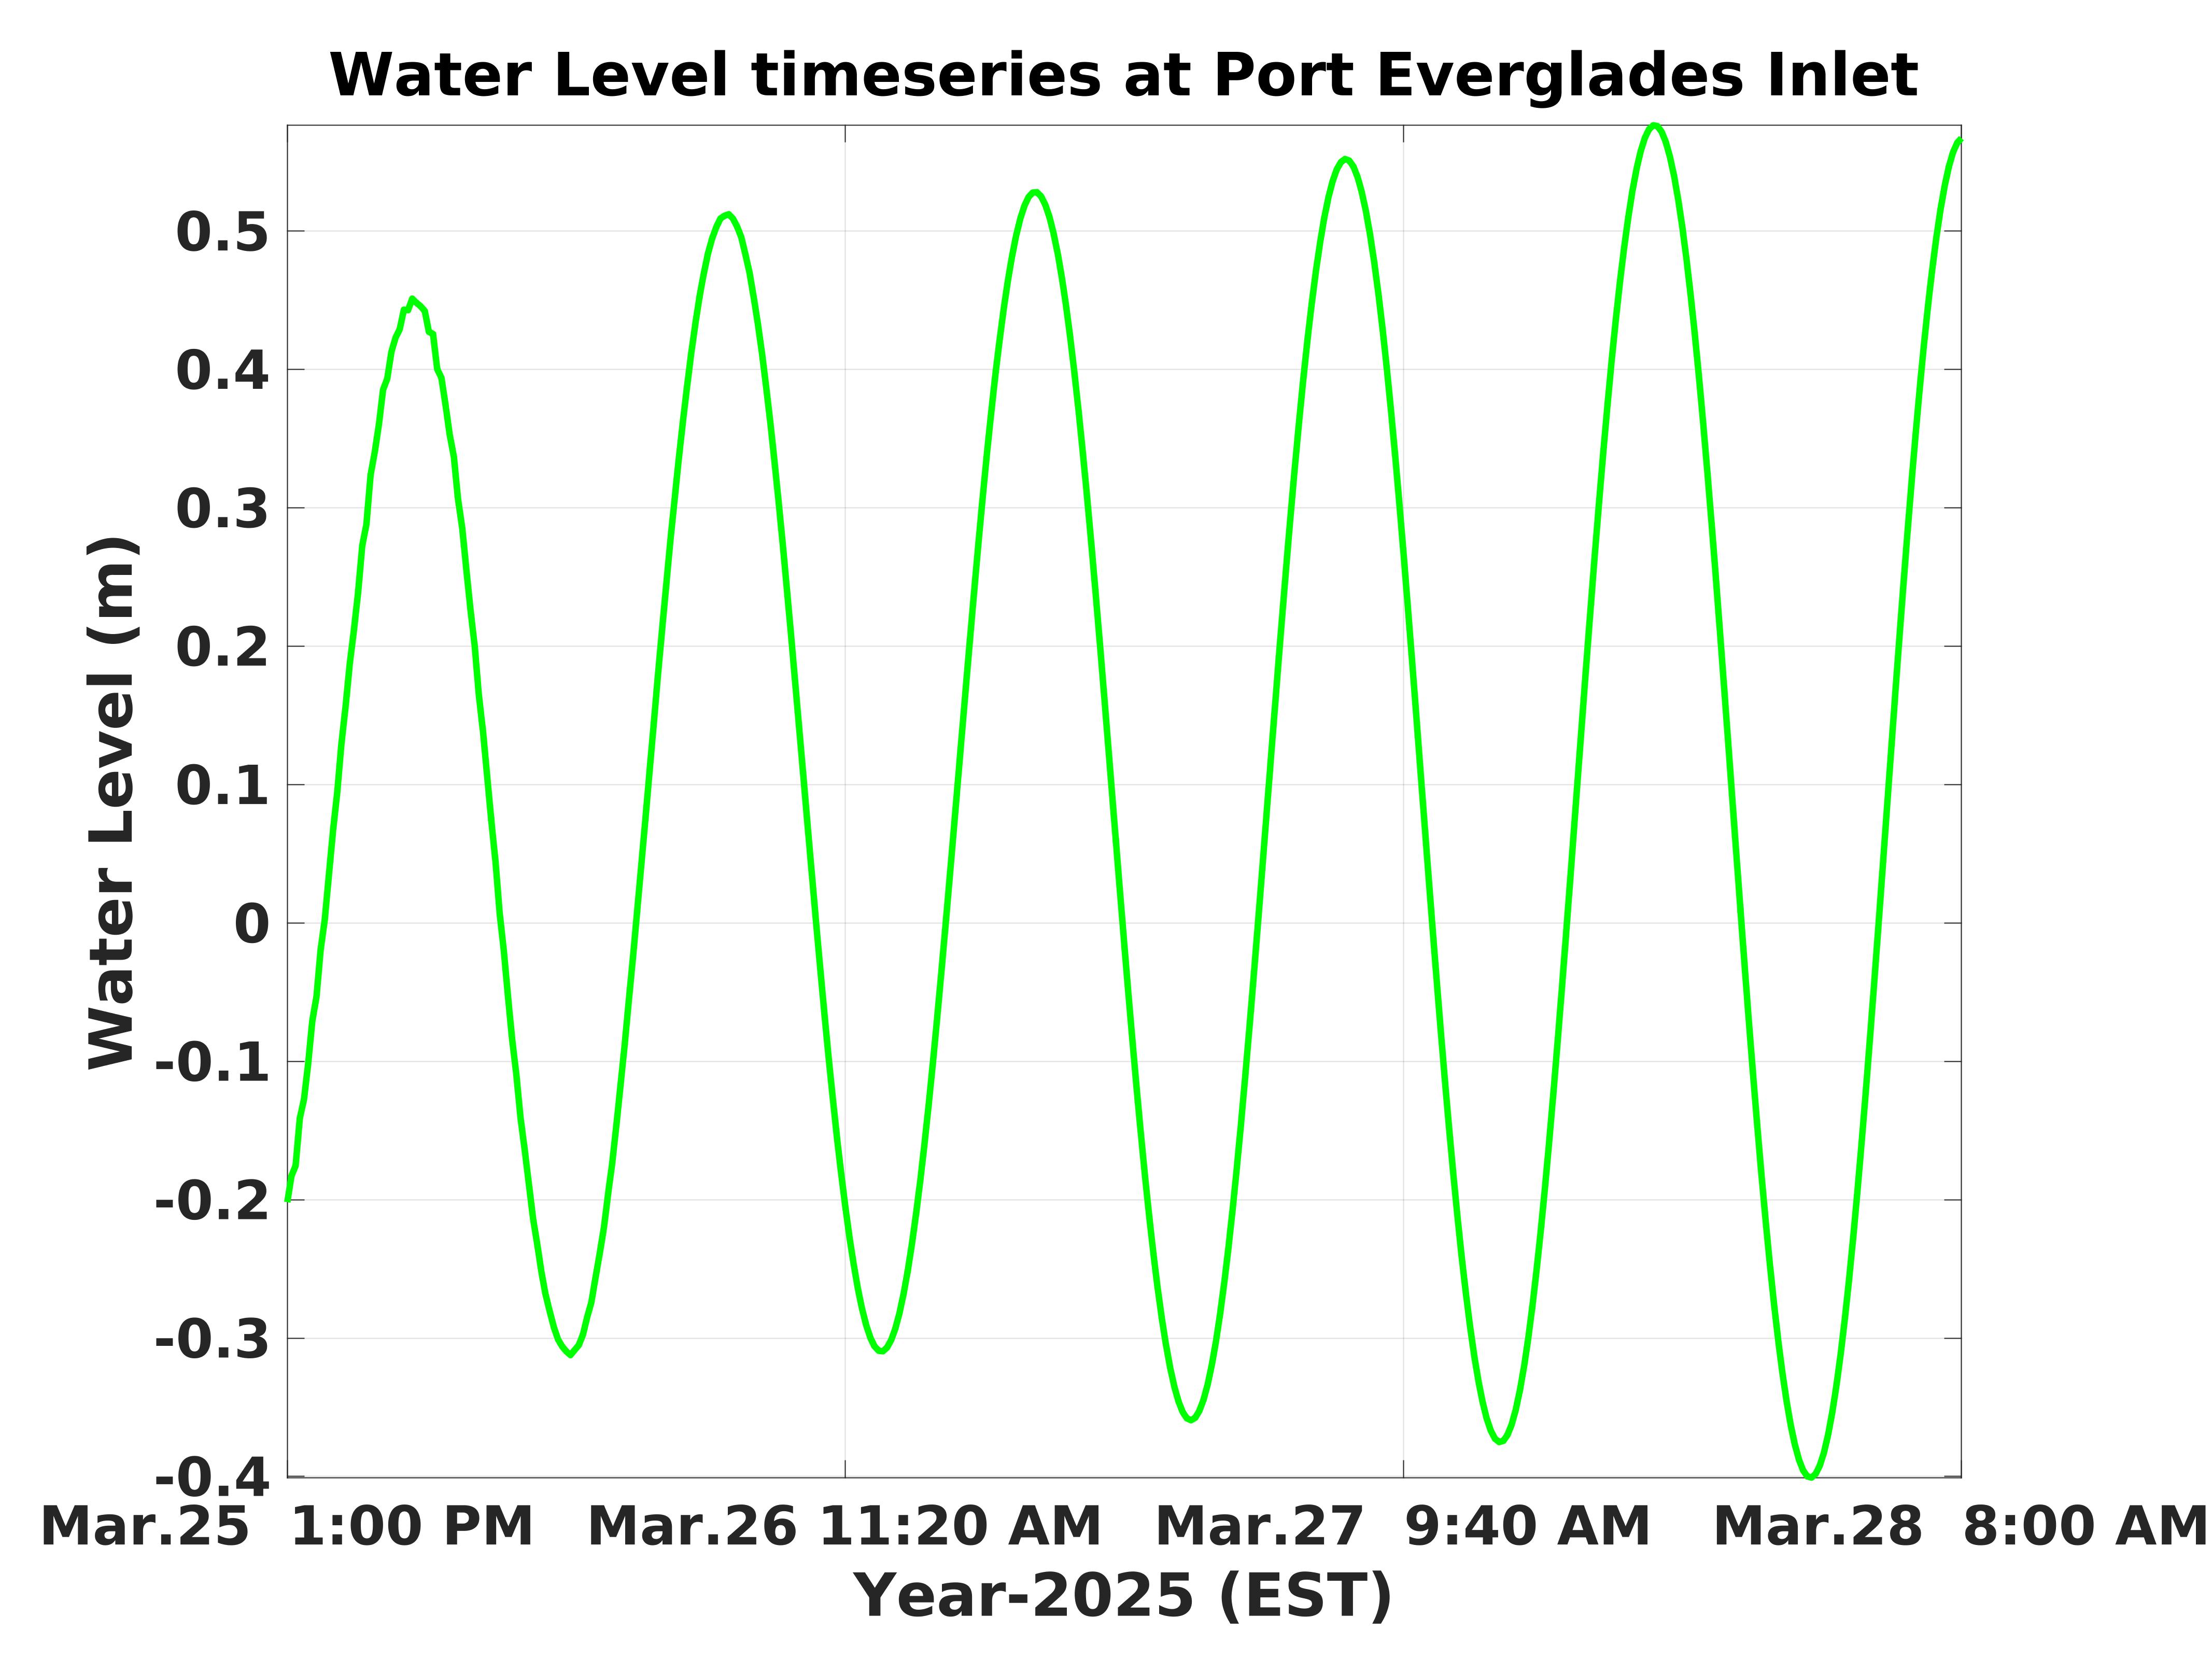 Water Level timeseries at Port Everglades Inlet
Water Level (m)
0.5
0.4
0.3
0.2
0.1
0
-0.1
-0.2
-0.3
-0.4
Mar.25 1:00 PM Mar.26 11:20 AM Mar.27 9:40 AM Mar.28 8:00 AM
Year-2025 (EST)